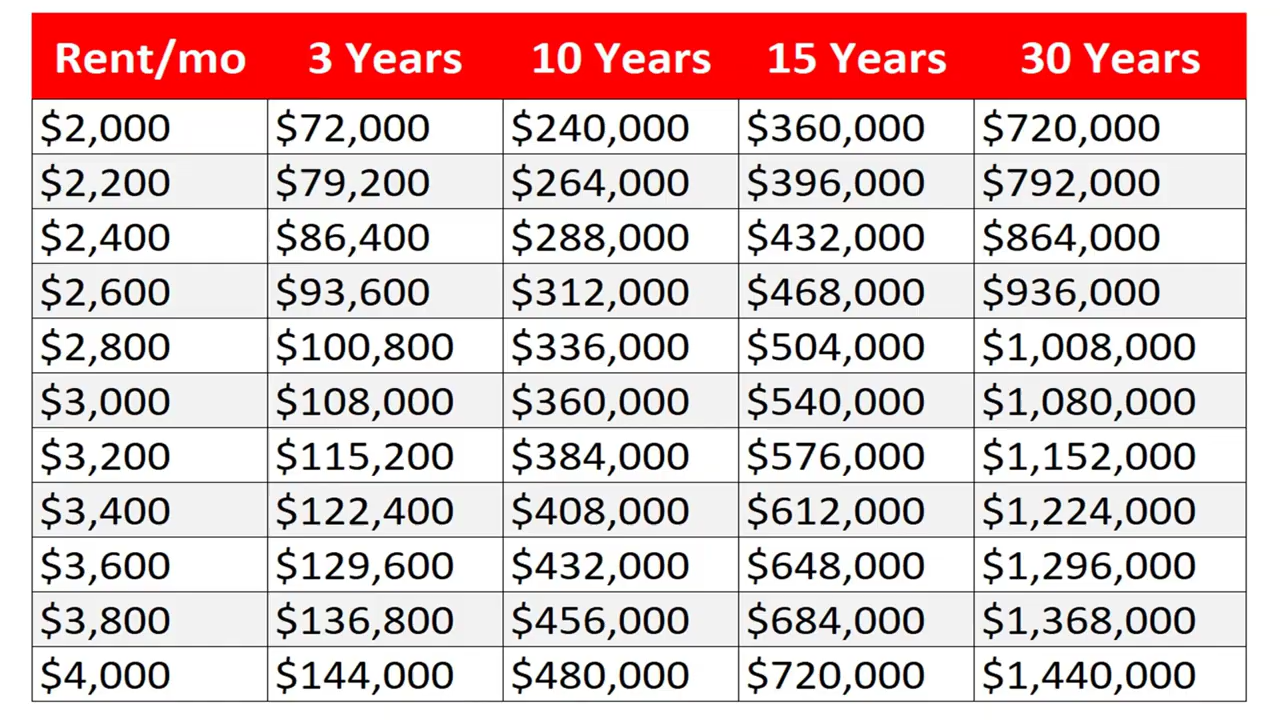 Rent/mo 3 Years 10 Years 15 Years 30 Years
$2,000 $72,000 $240,000 $360,000 $720,000
$2,200 $79,200 $264,000 $396,000 $792,000
$2,400 $86,400 $288,000 $432,000 $864,000
$2,600 $93,600 $312,000 $468,000 $936,000
$2,800 $100,800 $336,000 $504,000 $1,008,000
$3,000 $108,000 $360,000 $540,000 $1,080,000
$3,200 $115,200 $384,000 $576,000 $1,152,000
$3,400 $122,400 $408,000 $612,000 $1,224,000
$3,600 $129,600 $432,000 $648,000 $1,296,000
$3,800 $136,800 $456,000 $684,000 $1,368,000
$4,000 $144,000 $480,000 $720,000 $1,440,000